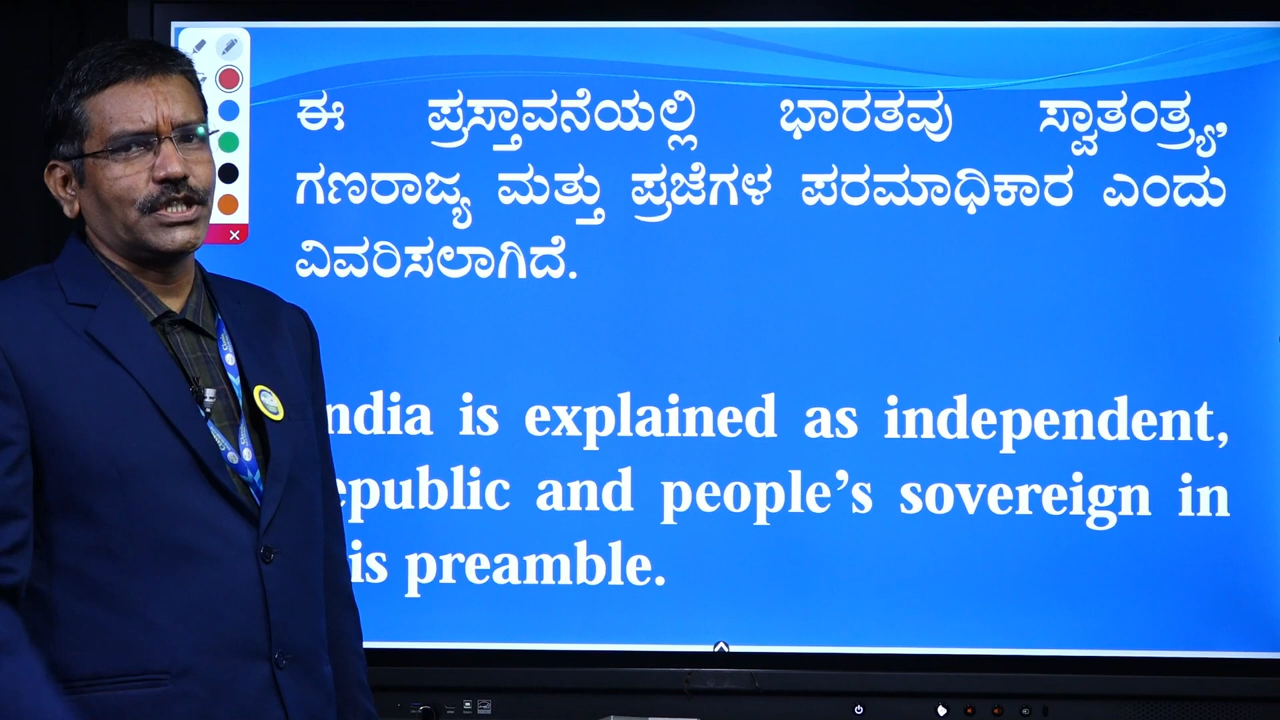 ಈ ಪ್ರಸ್ತಾವನೆಯಲ್ಲಿ ಭಾರತವು ಸ್ವಾತಂತ್ರ್ಯ,
ಗಣರಾಜ್ಯ ಮತ್ತು ಪ್ರಜೆಗಳ ಪರಮಾಧಿಕಾರ ಎಂದು
ವಿವರಿಸಲಾಗಿದೆ.
ndia is explained as independent,
epublic and people's sovereign in
is preamble.